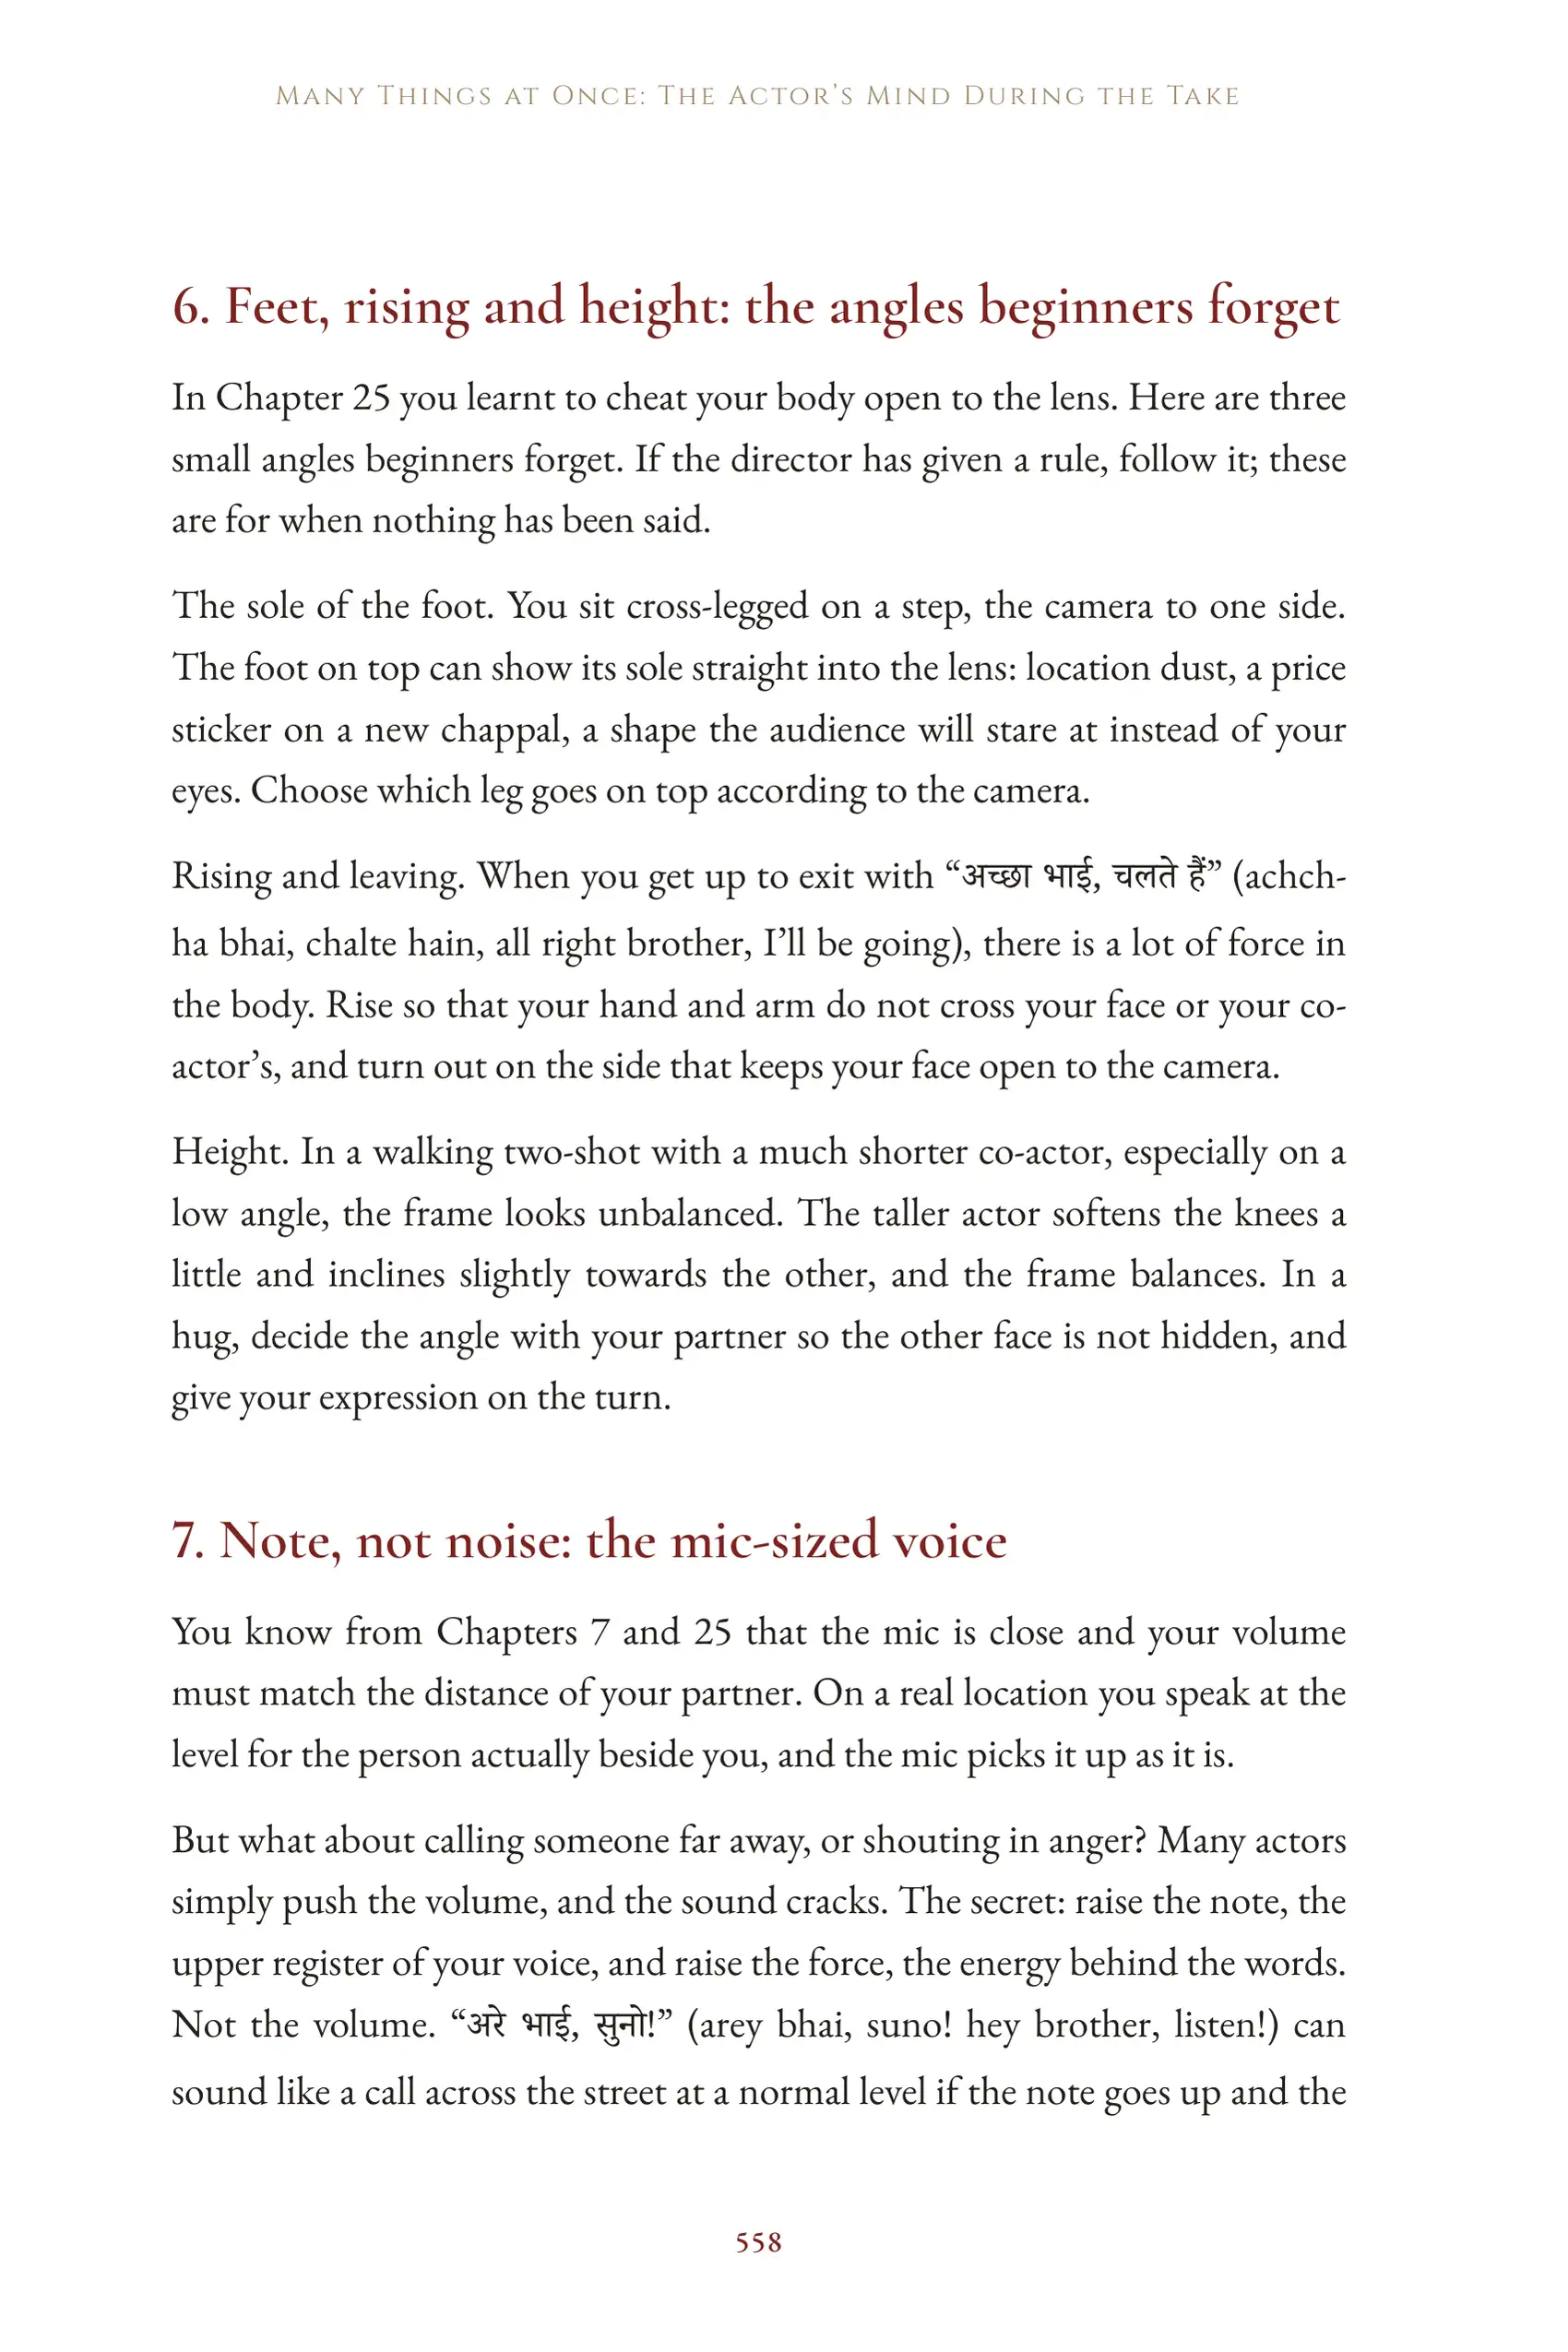 MANY THINGS AT ONCE: THE ACTOR’S MIND DURING THE TAKE
6. Feet, rising and height: the angles beginners forget
In Chapter 25 you learnt to cheat your body open to the lens. Here are three
small angles beginners forget. If the director has given a rule, follow it; these
are for when nothing has been said.
The sole of the foot. You sit cross-legged on a step, the camera to one side.
The foot on top can show its sole straight into the lens: location dust, a price
sticker on a new chappal, a shape the audience will stare at instead of your
eyes. Choose which leg goes on top according to the camera.
Rising and leaving. When you get up to exit with “अच्छा भाई, चलते हैं” (achch-
ha bhai, chalte hain, all right brother, I’ll be going), there is a lot of force in
the body. Rise so that your hand and arm do not cross your face or your co-
actor’s, and turn out on the side that keeps your face open to the camera.
Height. In a walking two-shot with a much shorter co-actor, especially on a
low angle, the frame looks unbalanced. The taller actor softens the knees a
little and inclines slightly towards the other, and the frame balances. In a
hug, decide the angle with your partner so the other face is not hidden, and
give your expression on the turn.
7. Note, not noise: the mic-sized voice
You know from Chapters 7 and 25 that the mic is close and your volume
must match the distance of your partner. On a real location you speak at the
level for the person actually beside you, and the mic picks it up as it is.
But what about calling someone far away, or shouting in anger? Many actors
simply push the volume, and the sound cracks. The secret: raise the note, the
upper register of your voice, and raise the force, the energy behind the words.
Not the volume. “अरे भाई, सुनो!” (arey bhai, suno! hey brother, listen!) can
sound like a call across the street at a normal level if the note goes up and the
558